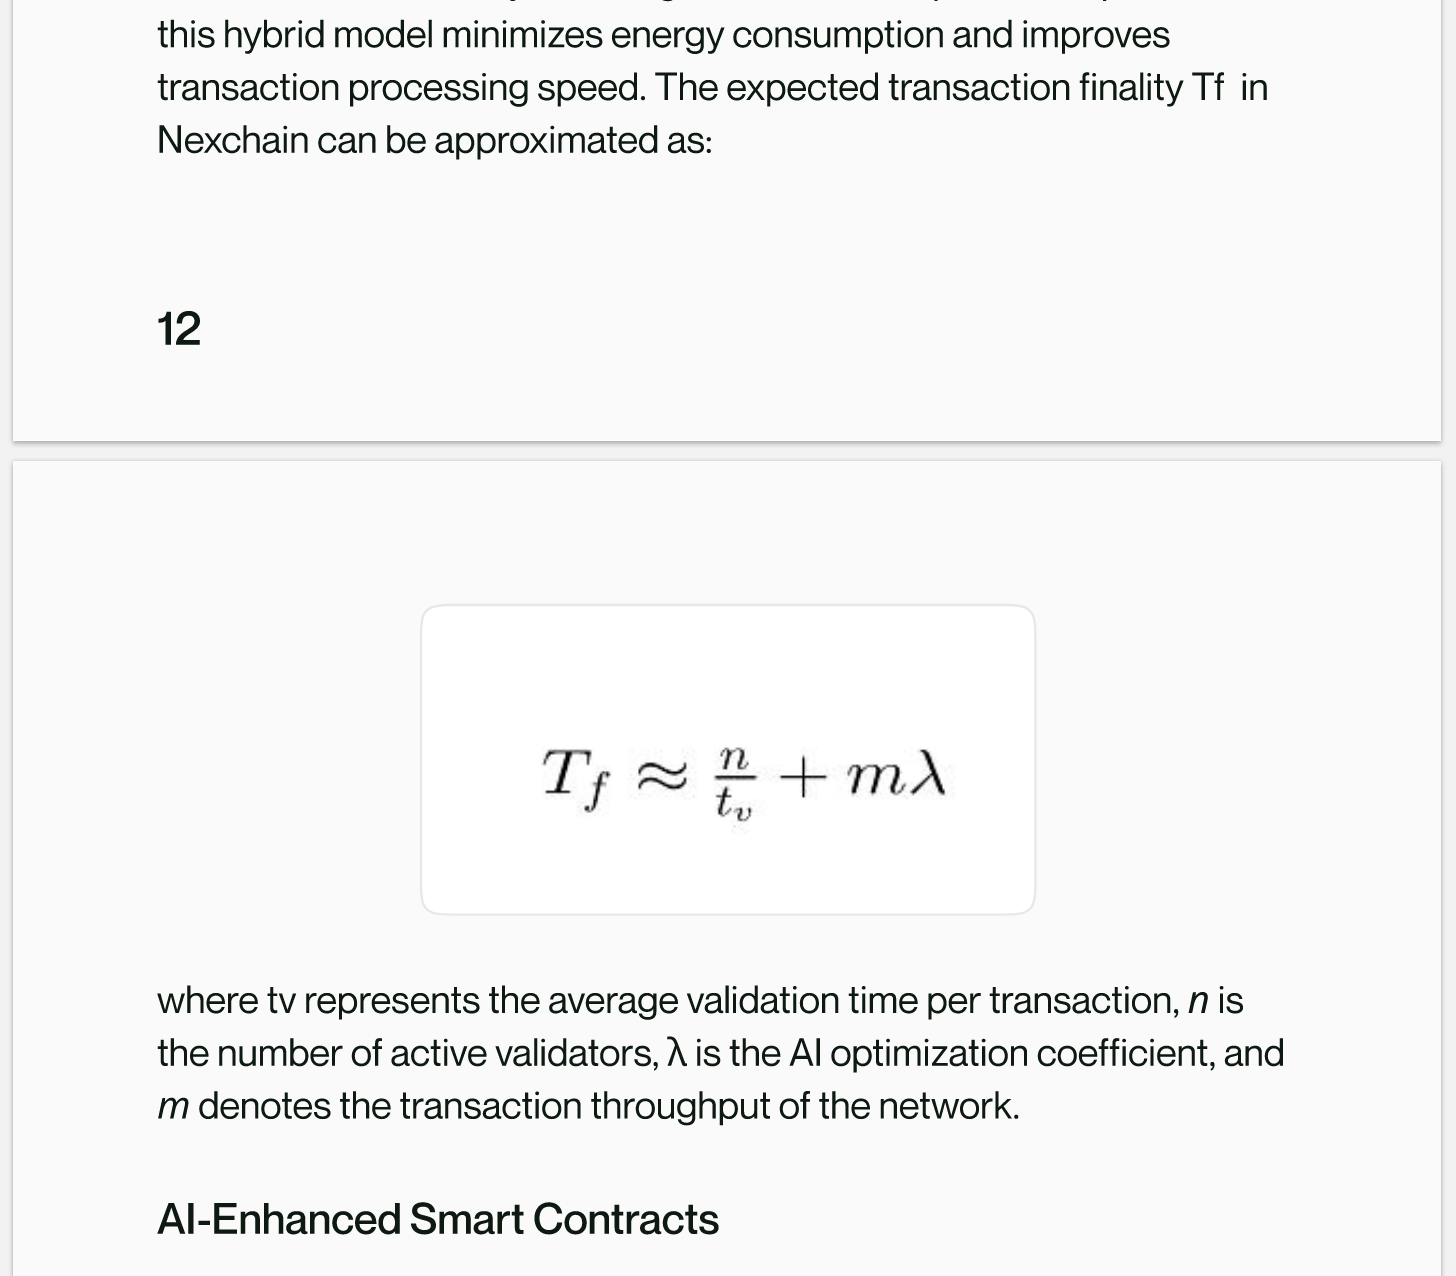 this hybrid model minimizes energy consumption and improves
transaction processing speed. The expected transaction finality Tf in
Nexchain can be approximated as:
12
T_f ≈ n/t_v + mλ
where tv represents the average validation time per transaction, n is
the number of active validators, λ is the AI optimization coefficient, and
m denotes the transaction throughput of the network.
AI-Enhanced Smart Contracts